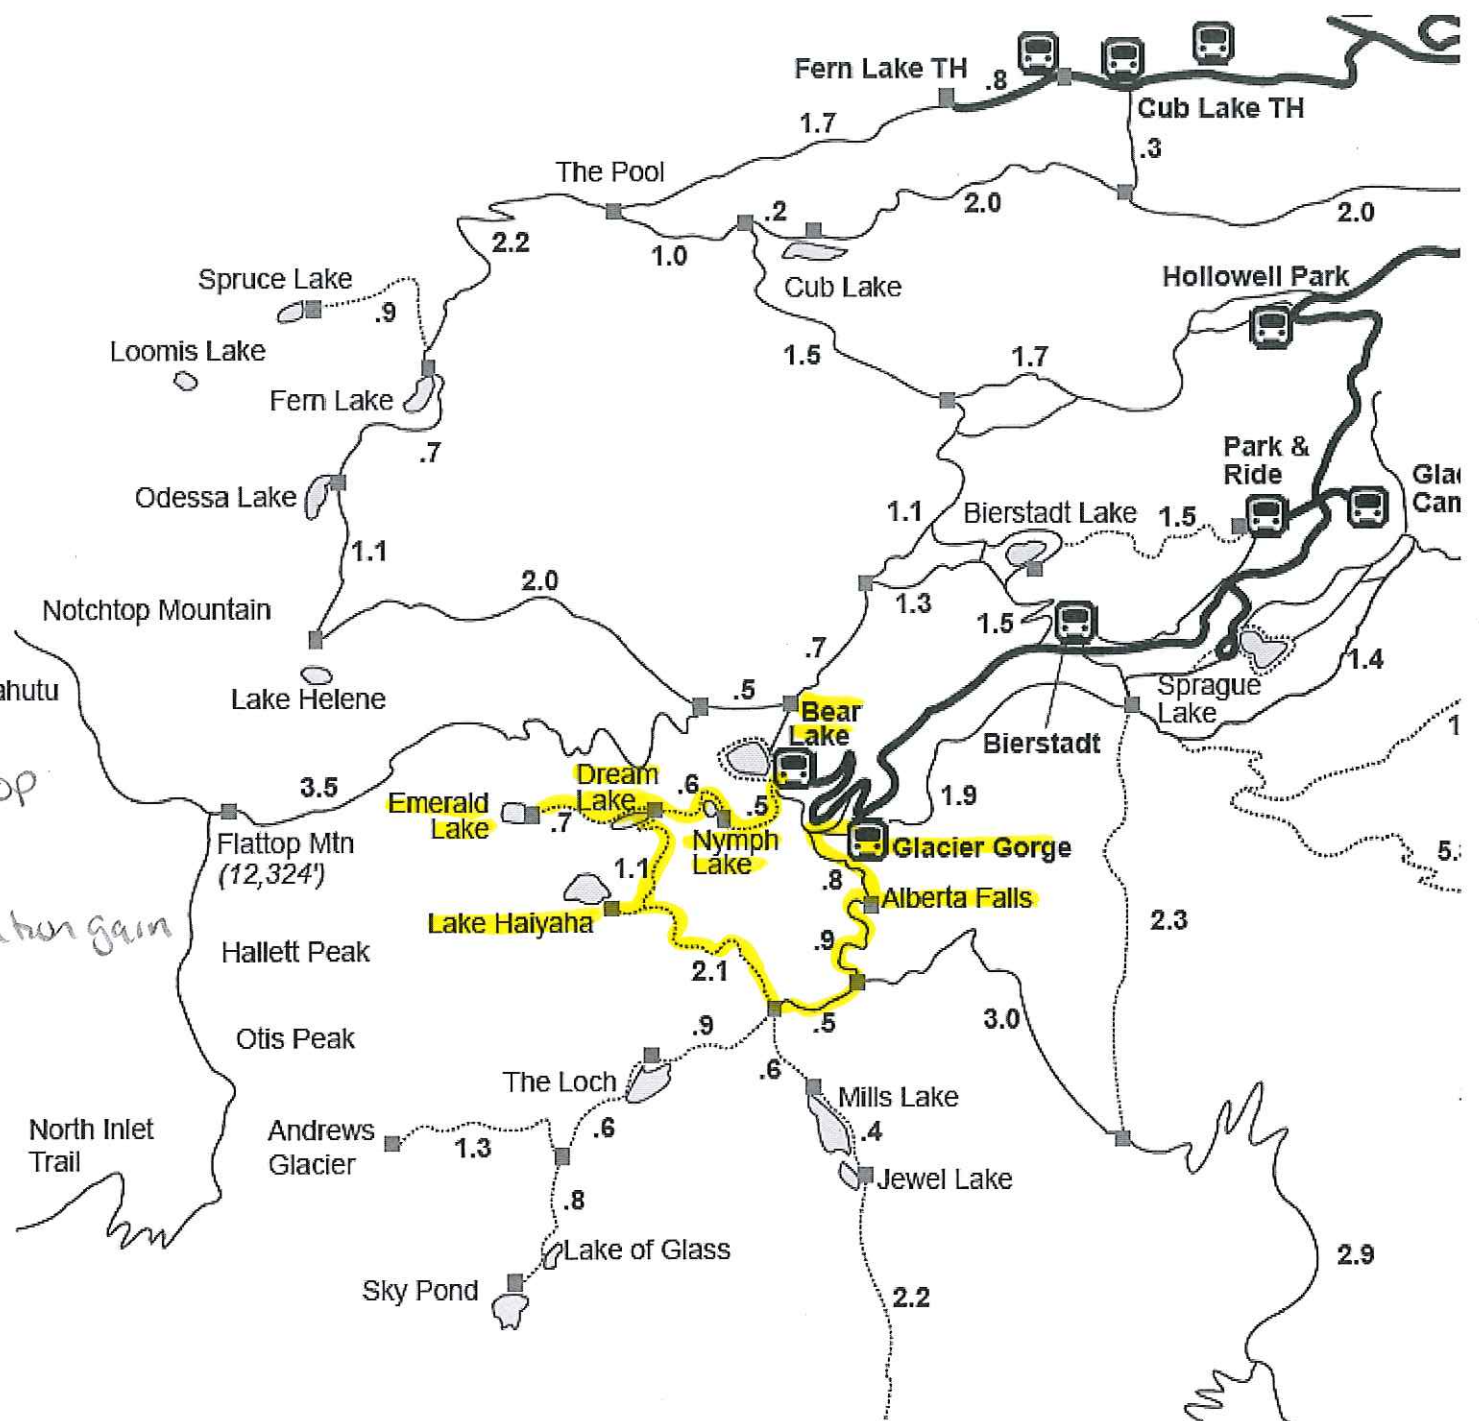 Fern Lake TH
.8
Cub Lake TH
1.7
.3
The Pool
.2
2.0
2.0
2.2
1.0
Spruce Lake
.9
Cub Lake
Hollowell Park
Loomis Lake
1.5
1.7
Fern Lake
.7
Park &
Ride
Odessa Lake
1.1
Bierstadt Lake
1.5
1.1
2.0
1.3
Notchtop Mountain
1.5
.7
1.4
ahutu
Lake Helene
.5
Bear
Lake
Sprague
Lake
Bierstadt
1
op
3.5
Dream
Lake
.6
.5
1.9
Emerald
Lake
.7
Nymph
Lake
Glacier Gorge
Flattop Mtn
(12,324')
1.1
.8
Alberta Falls
5.
Lake Haiyaha
.9
2.3
gain
Hallett Peak
2.1
.5
3.0
Otis Peak
.9
.6
The Loch
Mills Lake
.4
North Inlet
Trail
Andrews
Glacier
1.3
.6
Jewel Lake
.8
Lake of Glass
2.9
Sky Pond
2.2